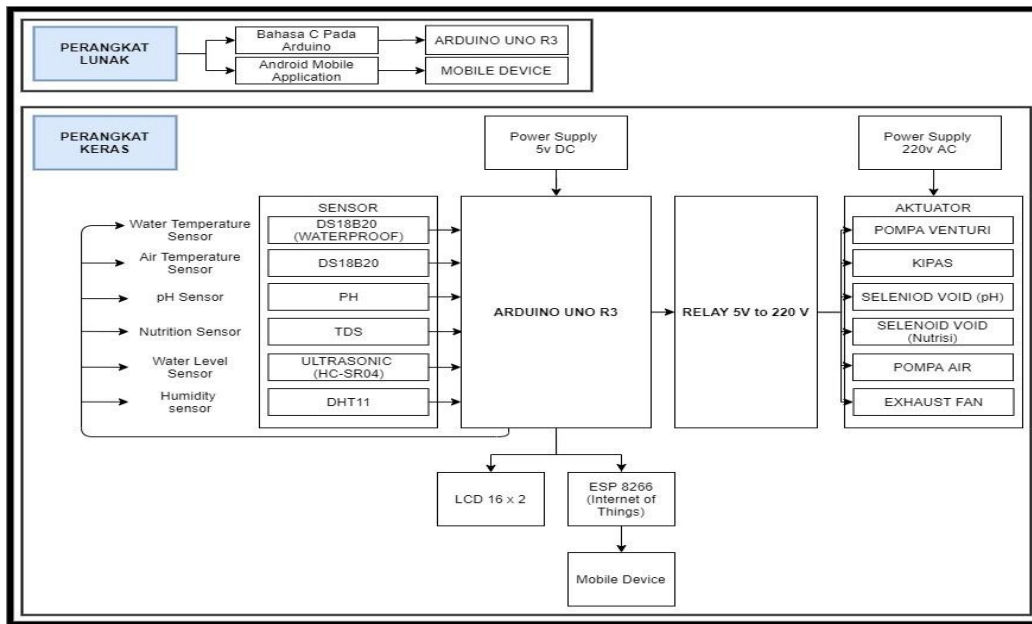 PERANGKAT
LUNAK
Bahasa C Pada
Arduino
ARDUINO UNO R3
Android Mobile
Application
MOBILE DEVICE
PERANGKAT
KERAS
Power Supply
5v DC
Power Supply
220v AC
Water Temperature
Sensor
Air Temperature
Sensor
pH Sensor
Nutrition Sensor
Water Level
Sensor
Humidity
sensor
SENSOR
DS18B20
(WATERPROOF)
DS18B20
PH
TDS
ULTRASONIC
(HC-SR04)
DHT11
ARDUINO UNO R3
RELAY 5V to 220 V
AKTUATOR
POMPA VENTURI
KIPAS
SELENIOD VOID (pH)
SELENOID VOID
(Nutrisi)
POMPA AIR
EXHAUST FAN
LCD 16 x 2
ESP 8266
(Internet of
Things)
Mobile Device